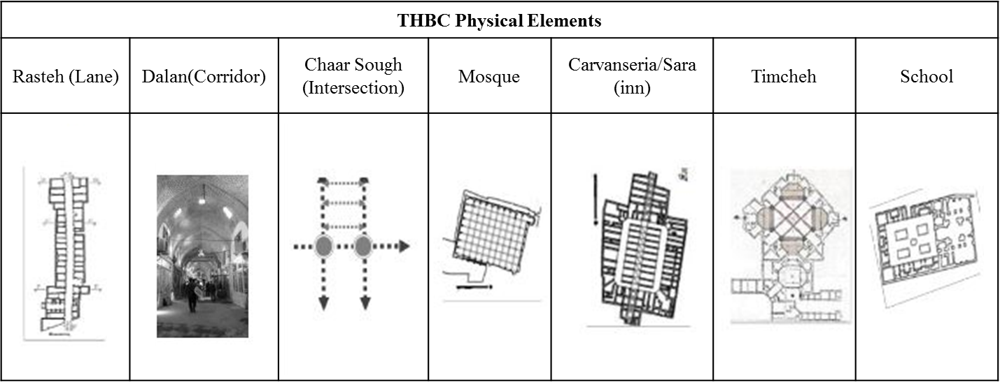 THBC Physical Elements
Rasteh (Lane)
Dalan(Corridor)
Chaar Sough
(Intersection)
Mosque
Carvanseria/Sara
(inn)
Timcheh
School